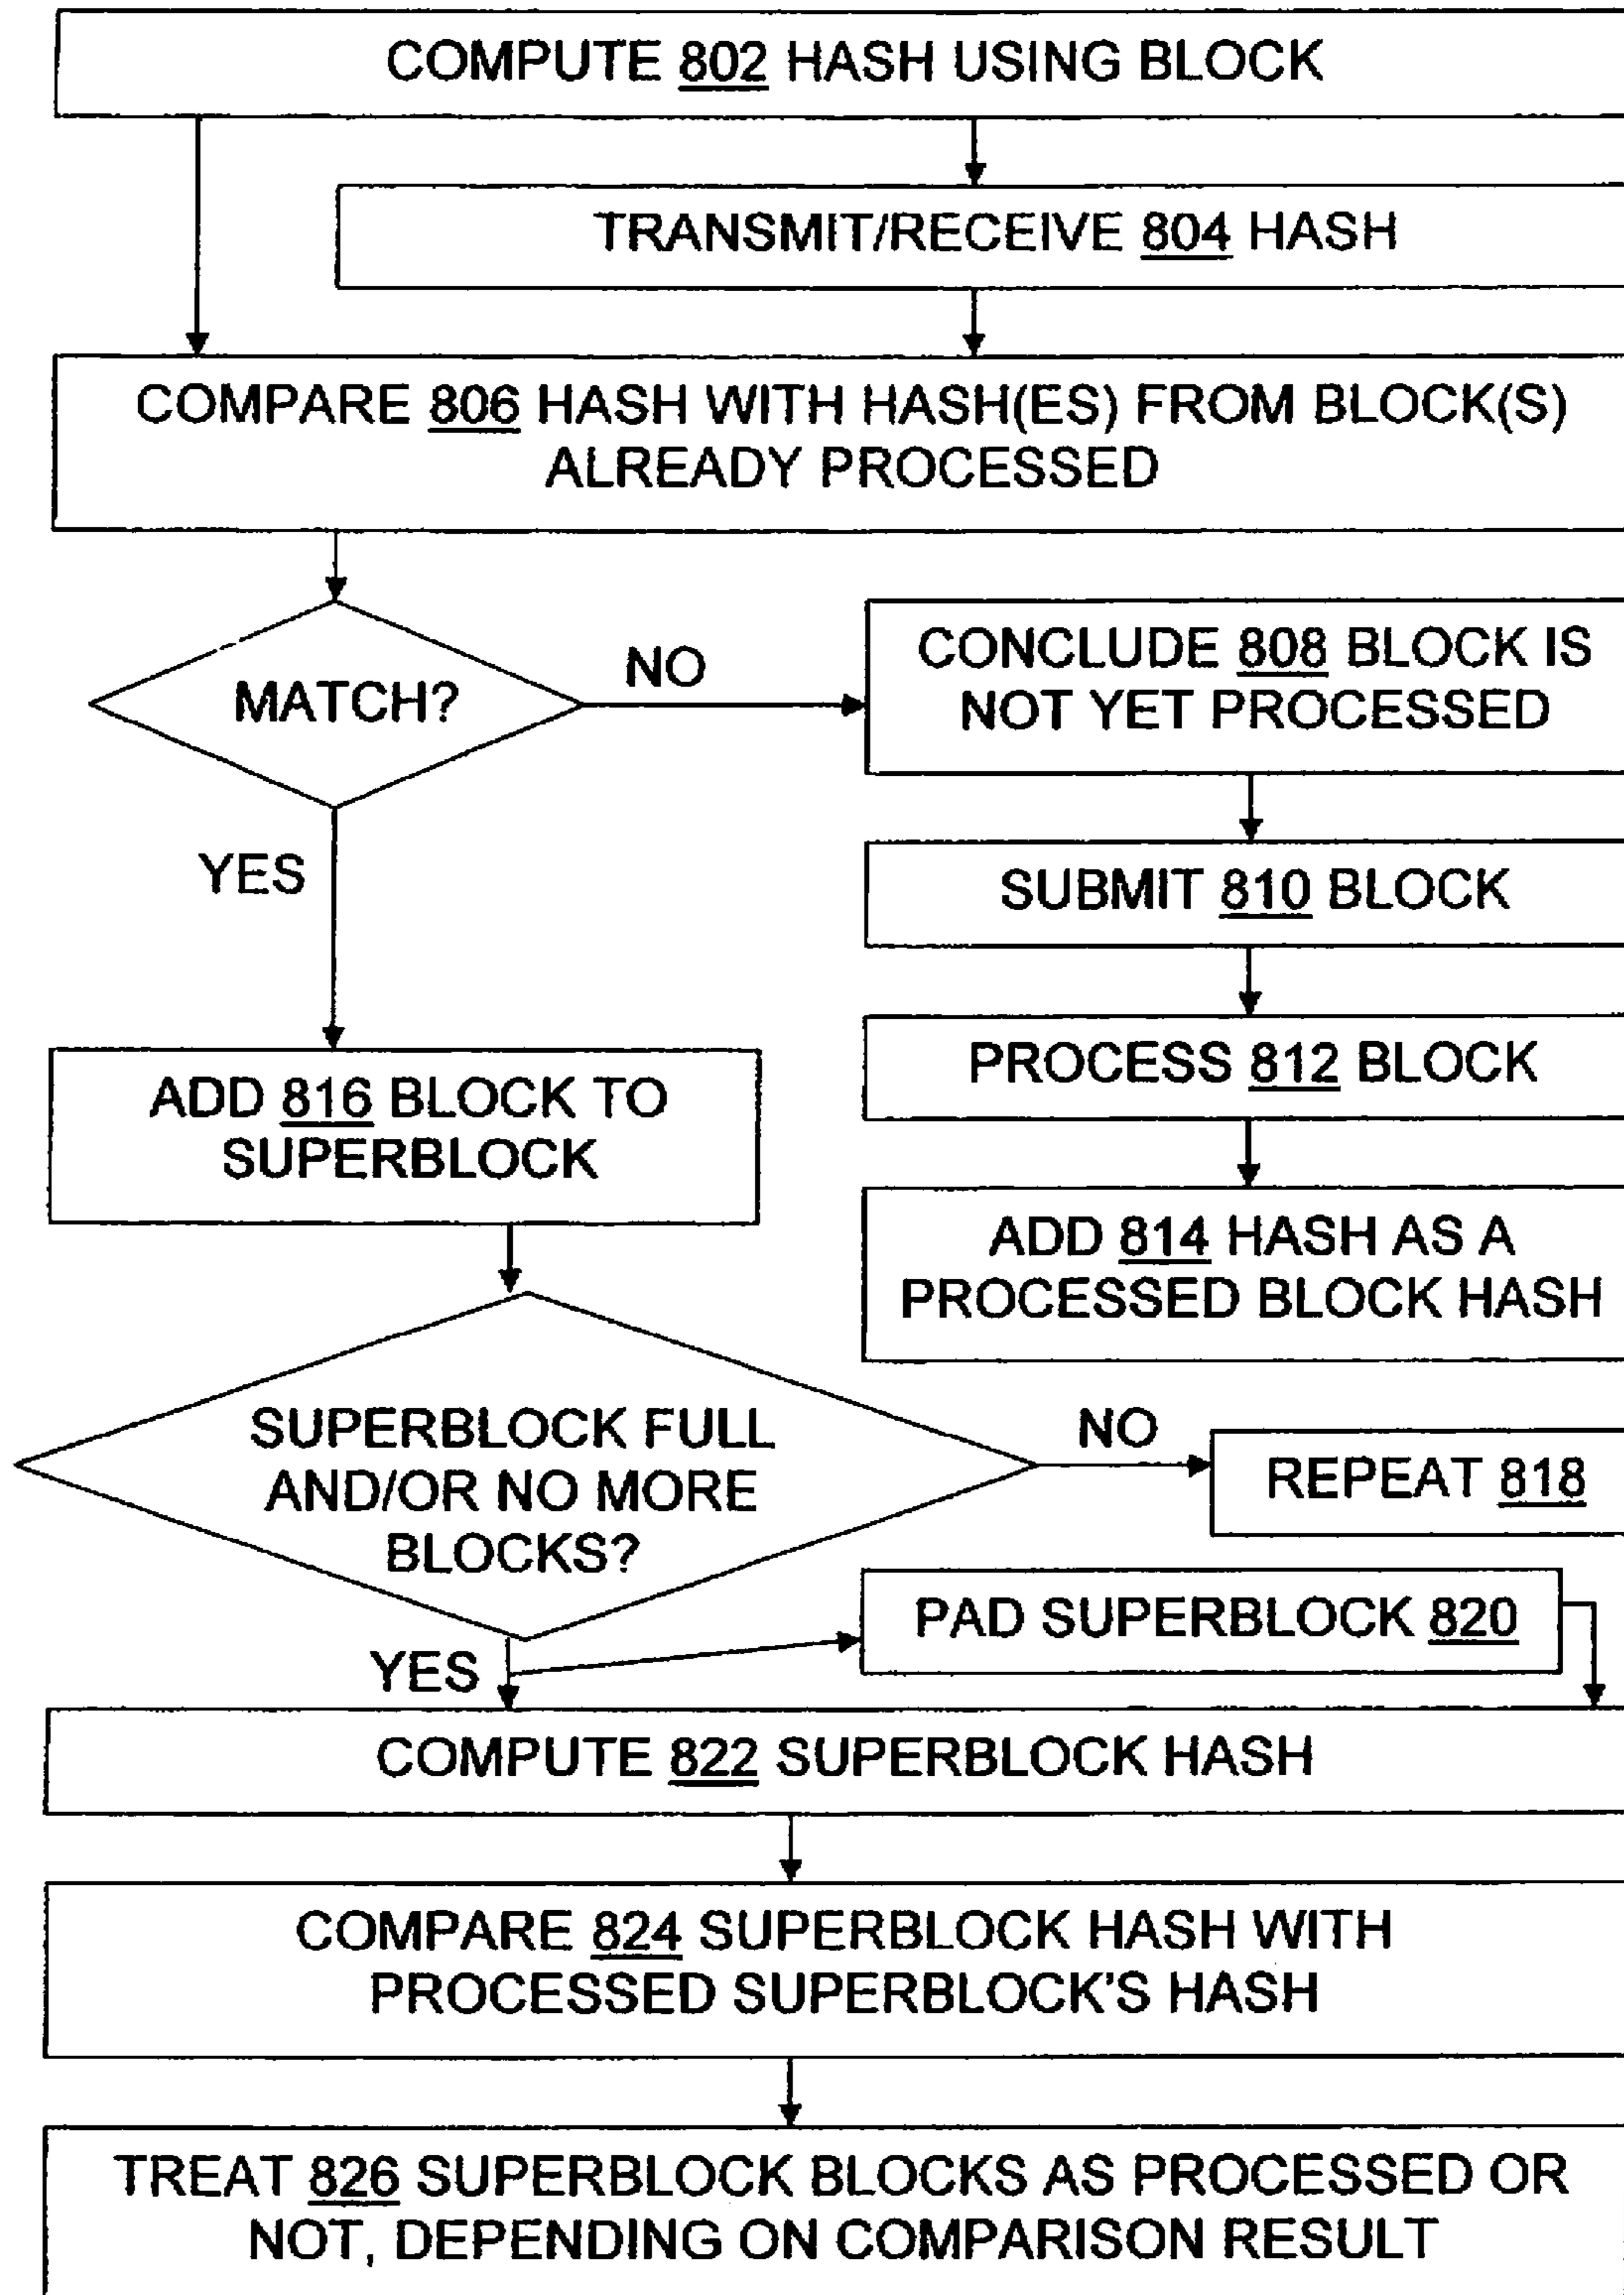 COMPUTE 802 HASH USING BLOCK
TRANSMIT/RECEIVE 804 HASH
COMPARE 806 HASH WITH HASH(ES) FROM BLOCK(S)
ALREADY PROCESSED
MATCH?
NO
CONCLUDE 808 BLOCK IS
NOT YET PROCESSED
SUBMIT 810 BLOCK
PROCESS 812 BLOCK
ADD 814 HASH AS A
PROCESSED BLOCK HASH
YES
ADD 816 BLOCK TO
SUPERBLOCK
SUPERBLOCK FULL
AND/OR NO MORE
BLOCKS?
NO
REPEAT 818
PAD SUPERBLOCK 820
YES
COMPUTE 822 SUPERBLOCK HASH
COMPARE 824 SUPERBLOCK HASH WITH
PROCESSED SUPERBLOCK'S HASH
TREAT 826 SUPERBLOCK BLOCKS AS PROCESSED OR
NOT, DEPENDING ON COMPARISON RESULT